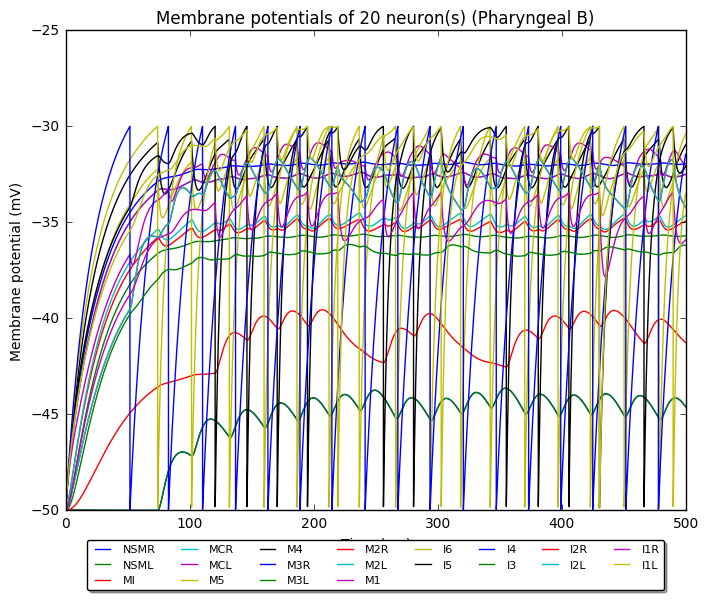 Membrane potentials of 20 neuron(s) (Pharyngeal B)
−25
−30
−35
−40
−45
−50
Membrane potential (mV)
0 100 200 300 400 500
NSMR MCR M4 M2R I6 I4 I2R I1R
NSML MCL M3R M2L I5 I3 I2L I1L
MI M5 M3L M1